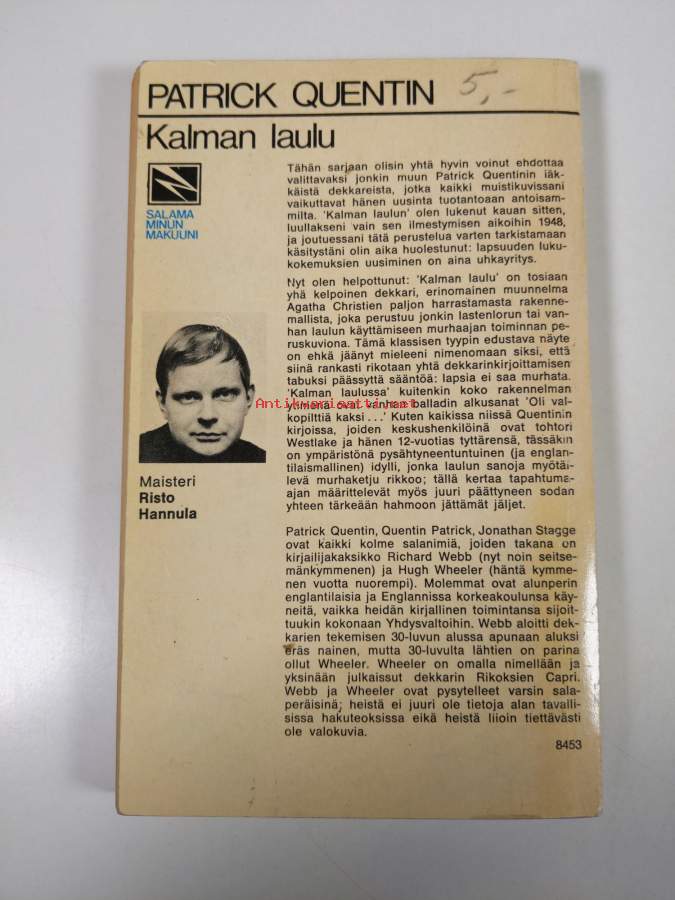 PATRICK QUENTIN
5,-
Kalman laulu
SALAMA
MINUN
MAKUUNI
Tähän sarjaan olisin yhtä hyvin voinut ehdottaa
valittavaksi jonkin muun Patrick Quentinin iäk-
käistä dekkareista, jotka kaikki muistikuvissani
vaikuttavat hänen uusinta tuotantoaan antoisam-
milta. 'Kalman laulun' olen lukenut kauan sitten,
luullakseni vain sen ilmestymisen aikoihin 1948,
ja joutuessani tätä perustelua varten tarkistamaan
käsitystäni olin aika huolestunut: lapsuuden luku-
kokemuksien uusiminen on aina uhkayritys.
Nyt olen helpottunut: 'Kalman laulu' on tosiaan
yhä kelpoinen dekkari, erinomainen muunnelma
Agatha Christien paljon harrastamasta rakenne-
mallista, joka perustuu jonkin lastenlorun tai van-
han laulun käyttämiseen murhaajan toiminnan pe-
ruskuviona. Tämä klassisen tyypin edustava näyte
on ehkä jäänyt mieleeni nimenomaan siksi, että
siinä rankasti rikotaan yhtä dekkarinkirjoittamisen
tabuksi päässyttä sääntöä: lapsia ei saa murhata.
'Kalman laulussa' kuitenkin koko rakennelman
ytimenä ovat vanhan balladin alkusanat 'Oli val-
kopilttiä kaksi . . .' Kuten kaikissa niissä Quentinin
kirjoissa, joiden keskushenkilöinä ovat tohtori
Westlake ja hänen 12-vuotias tyttärensä, tässäkin
on ympäristönä pysähtyneentuntuinen (ja englan-
tilaismallinen) idylli, jonka laulun sanoja myötäi-
levä murhaketju rikkoo; tällä kertaa tapahtuma-
ajan määrittelevät myös juuri päättyneen sodan
yhteen tärkeään hahmoon jättämät jäljet.
Antikvariaatti.net
Maisteri
Risto
Hannula
Patrick Quentin, Quentin Patrick, Jonathan Stagge
ovat kaikki kolme salanimiä, joiden takana on
kirjailijakaksikko Richard Webb (nyt noin seitse-
mänkymmenen) ja Hugh Wheeler (häntä kymme-
nen vuotta nuorempi). Molemmat ovat alunperin
englantilaisia ja Englannissa korkeakoulunsa käy-
neitä, vaikka heidän kirjallinen toimintansa sijoit-
tuukin kokonaan Yhdysvaltoihin. Webb aloitti dek-
karien tekemisen 30-luvun alussa apunaan aluksi
eräs nainen, mutta 30-luvulta lähtien on parina
ollut Wheeler. Wheeler on omalla nimellään ja
yksinään julkaissut dekkarin Rikoksien Capri.
Webb ja Wheeler ovat pysytelleet varsin sala-
peräisinä; heistä ei juuri ole tietoja alan tavalli-
sissa hakuteoksissa eikä heistä liioin tiettävästi
ole valokuvia.
8453